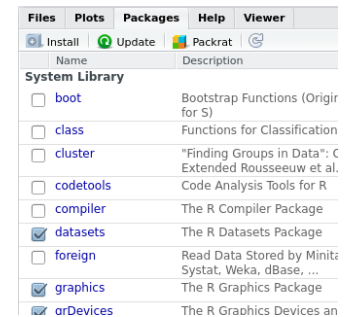 Files Plots Packages Help Viewer
Install Update Packrat
Name Description
System Library
boot Bootstrap Functions (Origin
for S)
class Functions for Classification
cluster "Finding Groups in Data":
Extended Rousseeuw et al.
codetools Code Analysis Tools for R
compiler The R Compiler Package
datasets The R Datasets Package
foreign Read Data Stored by Minita
Systat, Weka, dBase, ...
graphics The R Graphics Package
grDevices The R Graphics Devices an